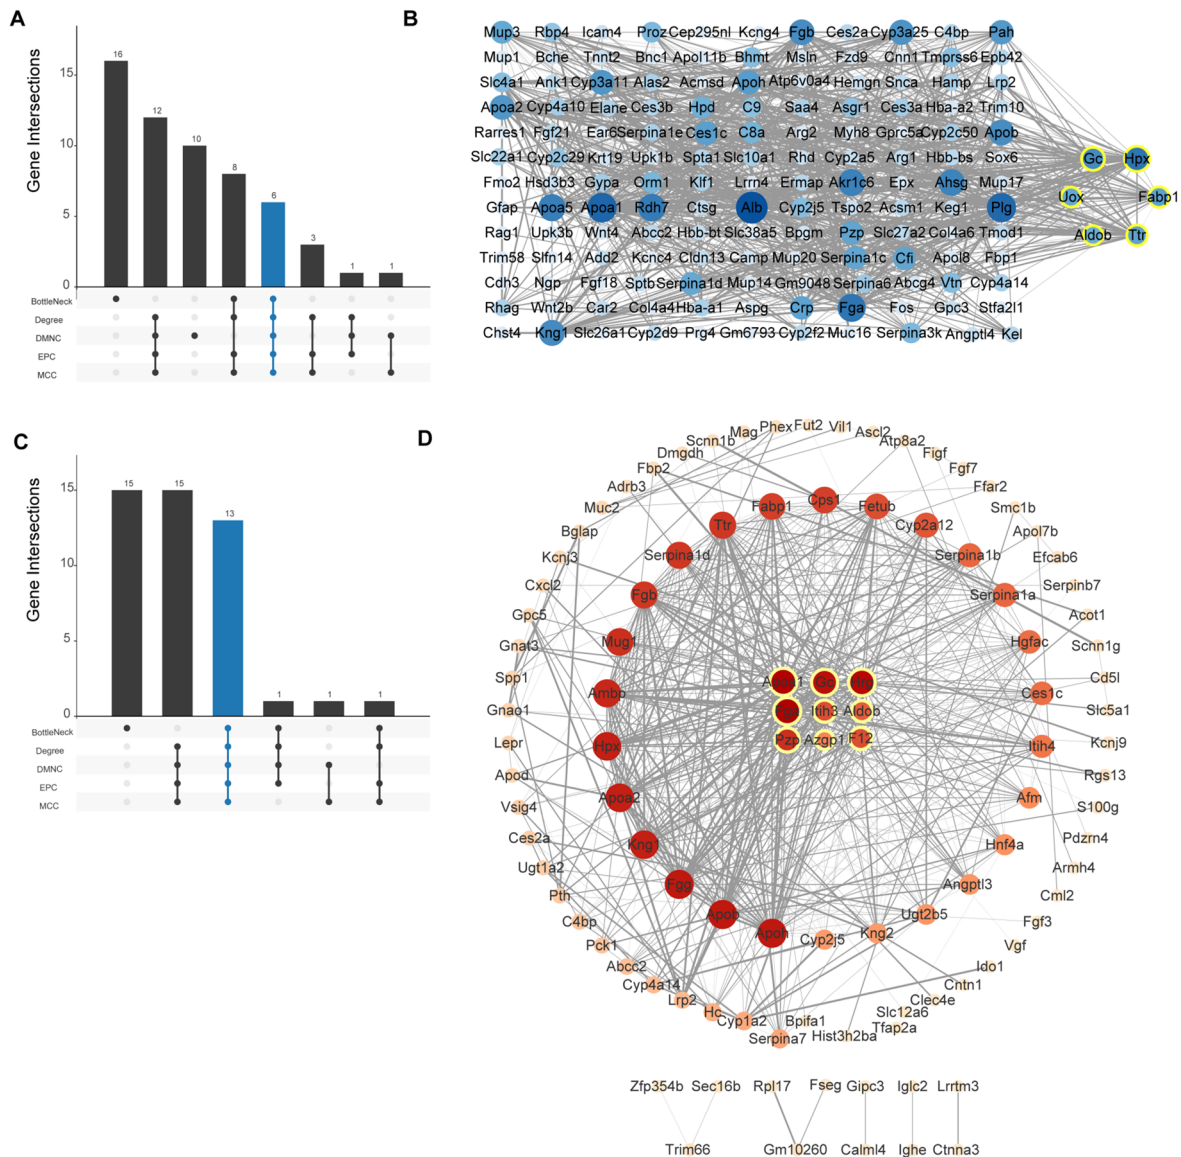 A
Gene Intersections
15
10
5
0
16
12
10
8
6
3
1
1
BottleNeck
Degree
DMNC
EPC
MCC
B
Mup3 Rbp4 Icam4 Proz Cep295nl Kcng4 Fgb Ces2a Cyp3a25 C4bp Pah
Mup1 Bche Tnnt2 Bnc1 Apol11b Bhmt Msln Fzd9 Cnn1 Tmprss6 Epb42
Slc4a1 Ank1 Cyp3a11 Alas2 Acmsd Apoh Atp6v0a4 Hemgn Snca Hamp Lrp2
Apoa2 Cyp4a10 Elane Ces3b Hpd C9 Saa4 Asgr1 Ces3a Hba-a2 Trim10
Rarres1 Fgf21 Ear6 Serpina1e Ces1c C8a Arg2 Myh8 Gprc5a Cyp2c50 Apob
Slc22a1 Cyp2c29 Krt19 Upk1b Spta1 Slc10a1 Rhd Cyp2a5 Arg1 Hbb-bs Sox6
Fmo2 Hsd3b3 Gypa Orm1 Klf1 Lrrn4 Ermap Akr1c6 Epx Ahsg Mup17
Gfap Apoa5 Apoa1 Rdh7 Ctsg Alb Cyp2j5 Tspo2 Acsm1 Keg1 Plg
Rag1 Upk3b Wnt4 Abcc2 Hbb-bt Slc38a5 Bpgm Pzp Slc27a2 Col4a6 Tmod1
Trim58 Slfn14 Add2 Kcnc4 Cldn13 Camp Mup20 Serpina1c Cfi Apol8 Fbp1
Cdh3 Ngp Fgf18 Sptb Serpina1d Mup14 Gm9048 Serpina6 Abcg4 Vtn Cyp4a14
Rhag Wnt2b Car2 Col4a4 Hba-a1 Aspg Crp Fga Fos Gpc3 Stfa2l1
Chst4 Kng1 Slc26a1 Cyp2d9 Prg4 Gm6793 Cyp2f2 Muc16 Serpina3k Angptl4 Kel
Gc Hpx
Uox Fabp1
Aldob Ttr
C
Gene Intersections
15
10
5
0
15
15
13
1
1
1
BottleNeck
Degree
DMNC
EPC
MCC
D
Phex Fut2 Vil1
Mag Ascl2
Scnn1b Atp8a2
Dmgdh Figf
Fbp2 Fgf7
Adrb3 Ffar2
Muc2 Smc1b
Bglap Apol7b
Kcnj3 Efcab6
Cxcl2 Serpinb7
Gpc5 Acot1
Gnat3 Scnn1g
Spp1 Cd5l
Gnao1 Slc5a1
Lepr Kcnj9
Apod Rgs13
Vsig4 S100g
Ces2a Pdzrn4
Ugt1a2 Armh4
Pth Cml2
C4bp Fgf3
Pck1 Vgf
Abcc2 Ido1
Cyp4a14 Cntn1
Lrp2 Clec4e
Hc Slc12a6
Cyp1a2 Tfap2a
Serpina7 Bpifa1 Hist3h2ba
Fabp1 Cps1 Fetub
Ttr Cyp2a12
Serpina1d Serpina1b
Fgb Serpina1a
Mug1 Hgfac
Ambp Ces1c
Hpx Itih4
Apoa2 Afm
Kng1 Hnf4a
Fgg Angptl3
Apob Ugt2b5
Apoh Cyp2j5 Kng2
Apoa1 Gc Hrg
Fga Itih3 Aldob
Pzp Azgp1 F12
Zfp354b Sec16b Rpl17 Fseg Gipc3 Iglc2 Lrrtm3
Trim66 Gm10260 Calml4 Ighe Ctnna3